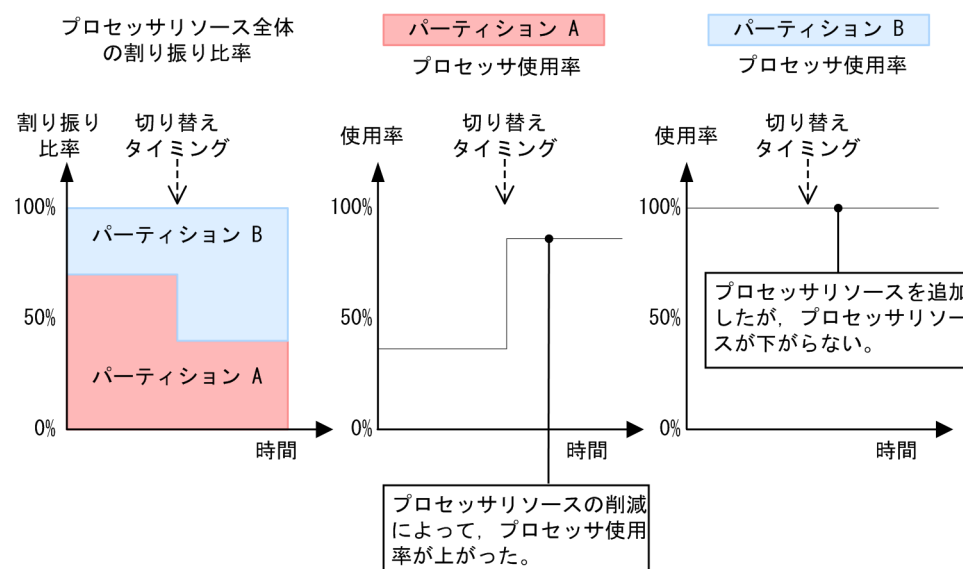 プロセッサリソース全体
の割り振り比率
割り振り
比率
切り替え
タイミング
100%
パーティション B
50%
パーティション A
0%
時間
パーティション A
プロセッサ使用率
使用率
切り替え
タイミング
100%
50%
0%
時間
プロセッサリソースの削減
によって，プロセッサ使用
率が上がった。
パーティション B
プロセッサ使用率
使用率
切り替え
タイミング
100%
プロセッサリソースを追加
したが，プロセッサリソー
スが下がらない。
50%
0%
時間